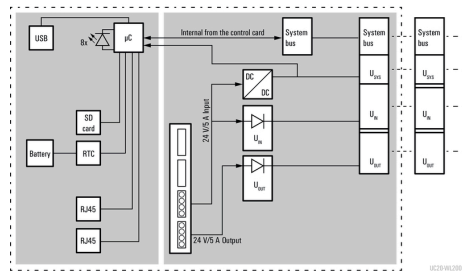 USB
8x
µC
Internal from the control card
System
bus
System
bus
System
bus
DC
DC
U SYS
U SYS
SD
card
24 V/5 A Input
U IN
U IN
U IN
Battery
RTC
U OUT
U OUT
U OUT
RJ45
RJ45
24 V/5 A Output
UC20-WL200